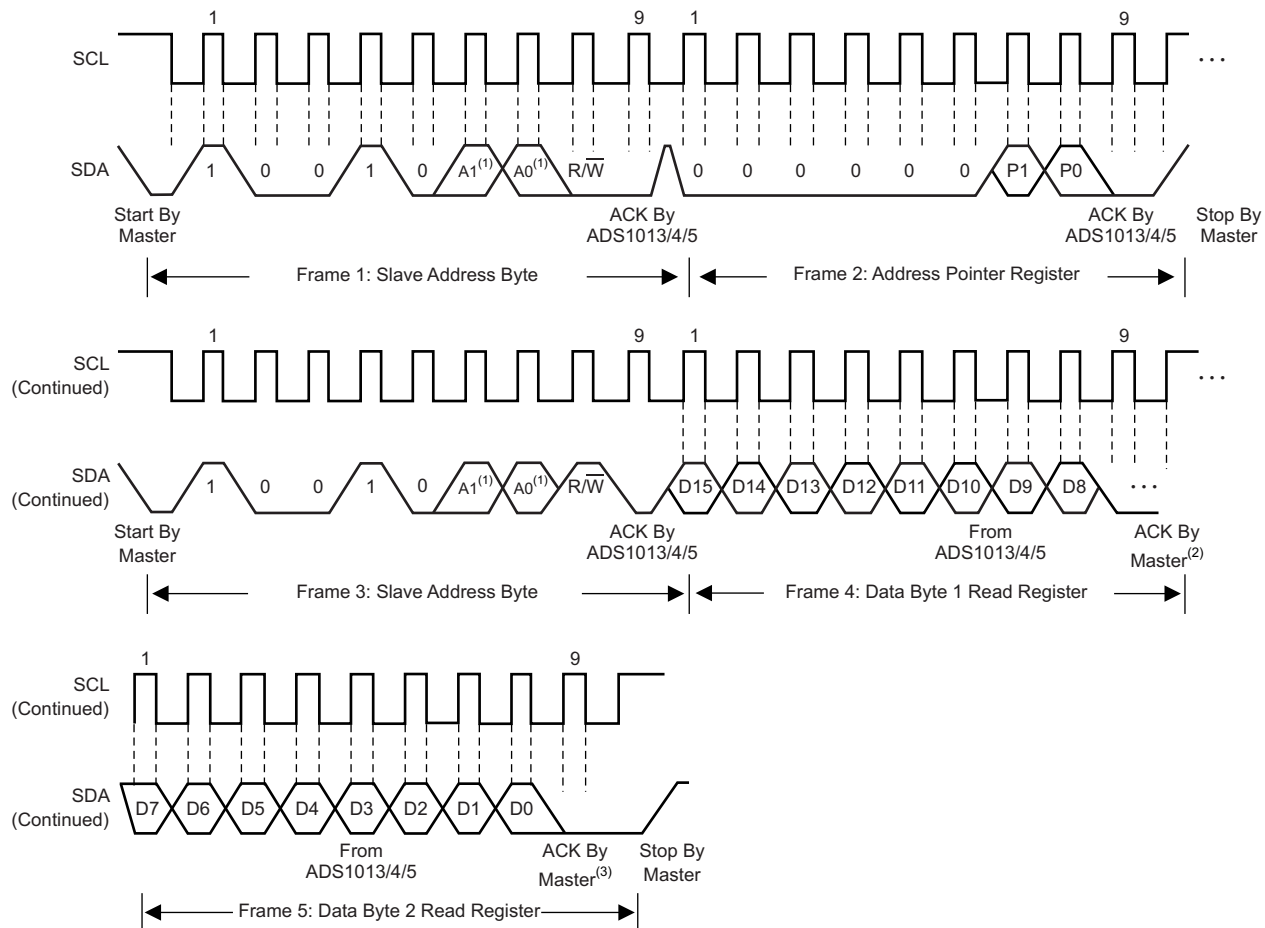 1 9 1 9
SCL ...
SDA 1 0 0 1 0 A1(1) A0(1) R/W̅ 0 0 0 0 0 0 P1 P0
Start By
Master
ACK By
ADS1013/4/5
ACK By
ADS1013/4/5
Stop By
Master
Frame 1: Slave Address Byte
Frame 2: Address Pointer Register
1 9 1 9
SCL
(Continued)
...
SDA
(Continued)
1 0 0 1 0 A1(1) A0(1) R/W̅ D15 D14 D13 D12 D11 D10 D9 D8 ...
Start By
Master
ACK By
ADS1013/4/5
From
ADS1013/4/5
ACK By
Master(2)
Frame 3: Slave Address Byte
Frame 4: Data Byte 1 Read Register
1 9
SCL
(Continued)
SDA
(Continued)
D7 D6 D5 D4 D3 D2 D1 D0
From
ADS1013/4/5
ACK By
Master(3)
Stop By
Master
Frame 5: Data Byte 2 Read Register